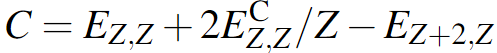 C = E_{Z,Z} + 2E^{C}_{Z,Z}/Z − E_{Z+2,Z}